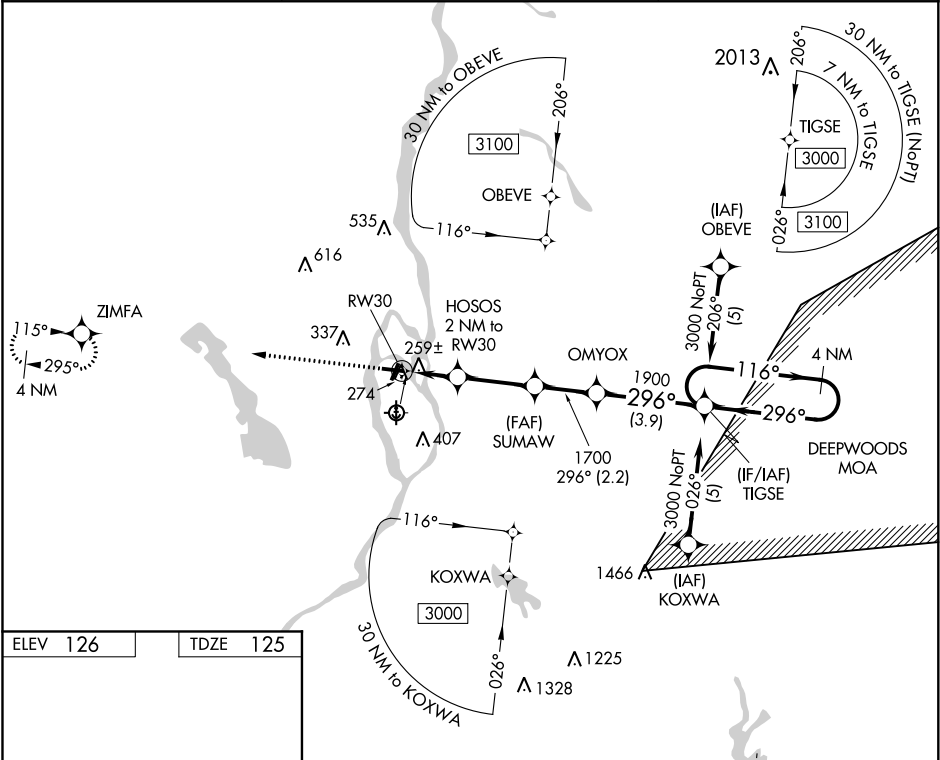 30 NM to OBEVE
206°
3100
OBEVE
116°
2013
206°
30 NM to TIGSE (NoPT)
7 NM to TIGSE
TIGSE
3000
026°
3100
535
616
(IAF)
OBEVE
3000 NoPT
206°
(5)
ZIMFA
115°
295°
4 NM
RW30
337
259±
274
407
HOSOS
2 NM to
RW30
OMYOX
(FAF)
SUMAW
1700
296° (2.2)
1900
296°
(3.9)
116°
4 NM
296°
DEEPWOODS
MOA
(IF/IAF)
TIGSE
3000 NoPT
026°
(5)
1466
(IAF)
KOXWA
116°
KOXWA
3000
026°
30 NM to KOXWA
1225
1328
ELEV 126
TDZE 125